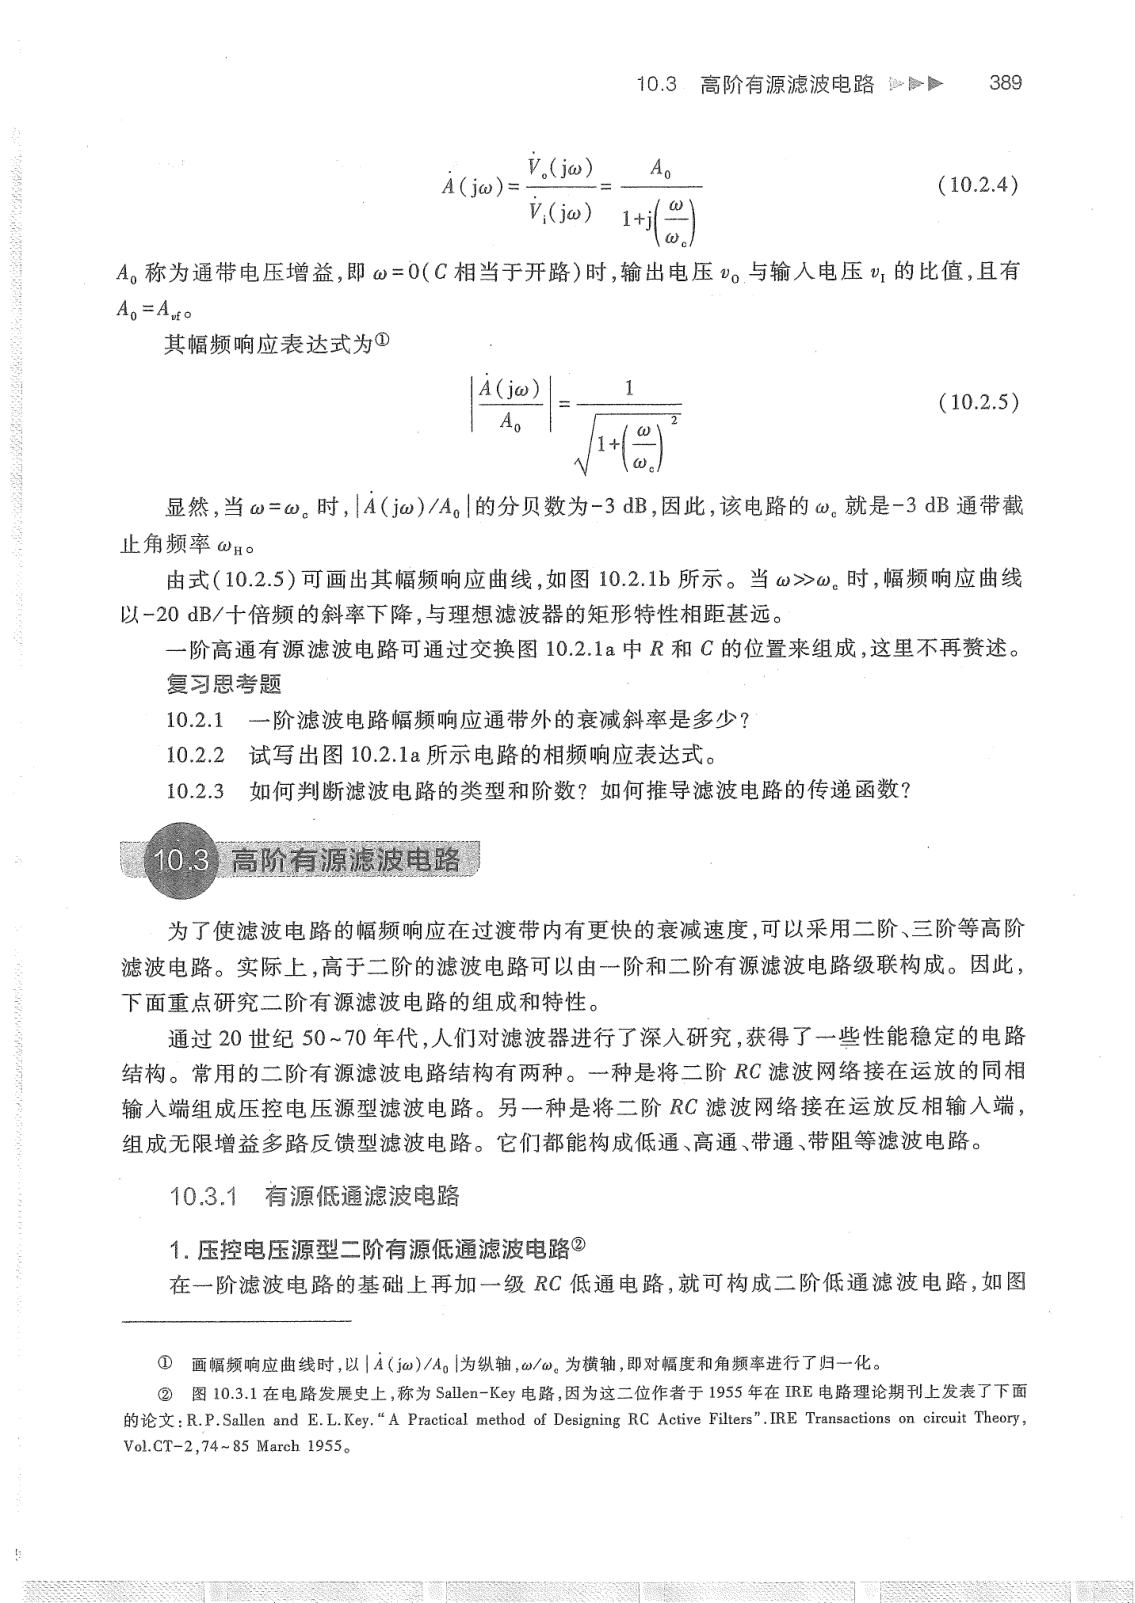 10.3 高阶有源滤波电路 389
Ȧ(jω)=V̇ₒ(jω)/V̇ᵢ(jω)=A₀/(1+j(ω/ω_c)) (10.2.4)
A₀ 称为通带电压增益,即 ω=0(C 相当于开路)时,输出电压 v_O 与输入电压 v_I 的比值,且有
A₀=A_vf。
其幅频响应表达式为①
|Ȧ(jω)/A₀|=1/√(1+(ω/ω_c)²) (10.2.5)
显然,当 ω=ω_c 时,|Ȧ(jω)/A₀|的分贝数为-3 dB,因此,该电路的 ω_c 就是-3 dB 通带截
止角频率 ω_H。
由式(10.2.5)可画出其幅频响应曲线,如图 10.2.1b 所示。当 ω≫ω_c 时,幅频响应曲线
以-20 dB/十倍频的斜率下降,与理想滤波器的矩形特性相距甚远。
一阶高通有源滤波电路可通过交换图 10.2.1a 中 R 和 C 的位置来组成,这里不再赘述。
复习思考题
10.2.1 一阶滤波电路幅频响应通带外的衰减斜率是多少?
10.2.2 试写出图 10.2.1a 所示电路的相频响应表达式。
10.2.3 如何判断滤波电路的类型和阶数? 如何推导滤波电路的传递函数?
10.3 高阶有源滤波电路
为了使滤波电路的幅频响应在过渡带内有更快的衰减速度,可以采用二阶、三阶等高阶
滤波电路。实际上,高于二阶的滤波电路可以由一阶和二阶有源滤波电路级联构成。因此,
下面重点研究二阶有源滤波电路的组成和特性。
通过 20 世纪 50~70 年代,人们对滤波器进行了深入研究,获得了一些性能稳定的电路
结构。常用的二阶有源滤波电路结构有两种。一种是将二阶 RC 滤波网络接在运放的同相
输入端组成压控电压源型滤波电路。另一种是将二阶 RC 滤波网络接在运放反相输入端,
组成无限增益多路反馈型滤波电路。它们都能构成低通、高通、带通、带阻等滤波电路。
10.3.1 有源低通滤波电路
1. 压控电压源型二阶有源低通滤波电路②
在一阶滤波电路的基础上再加一级 RC 低通电路,就可构成二阶低通滤波电路,如图
① 画幅频响应曲线时,以|Ȧ(jω)/A₀|为纵轴,ω/ω_c 为横轴,即对幅度和角频率进行了归一化。
② 图 10.3.1 在电路发展史上,称为 Sallen-Key 电路,因为这二位作者于 1955 年在 IRE 电路理论期刊上发表了下面
的论文:R.P.Sallen and E.L.Key.“A Practical method of Designing RC Active Filters”.IRE Transactions on circuit Theory,
Vol.CT-2,74~85 March 1955。